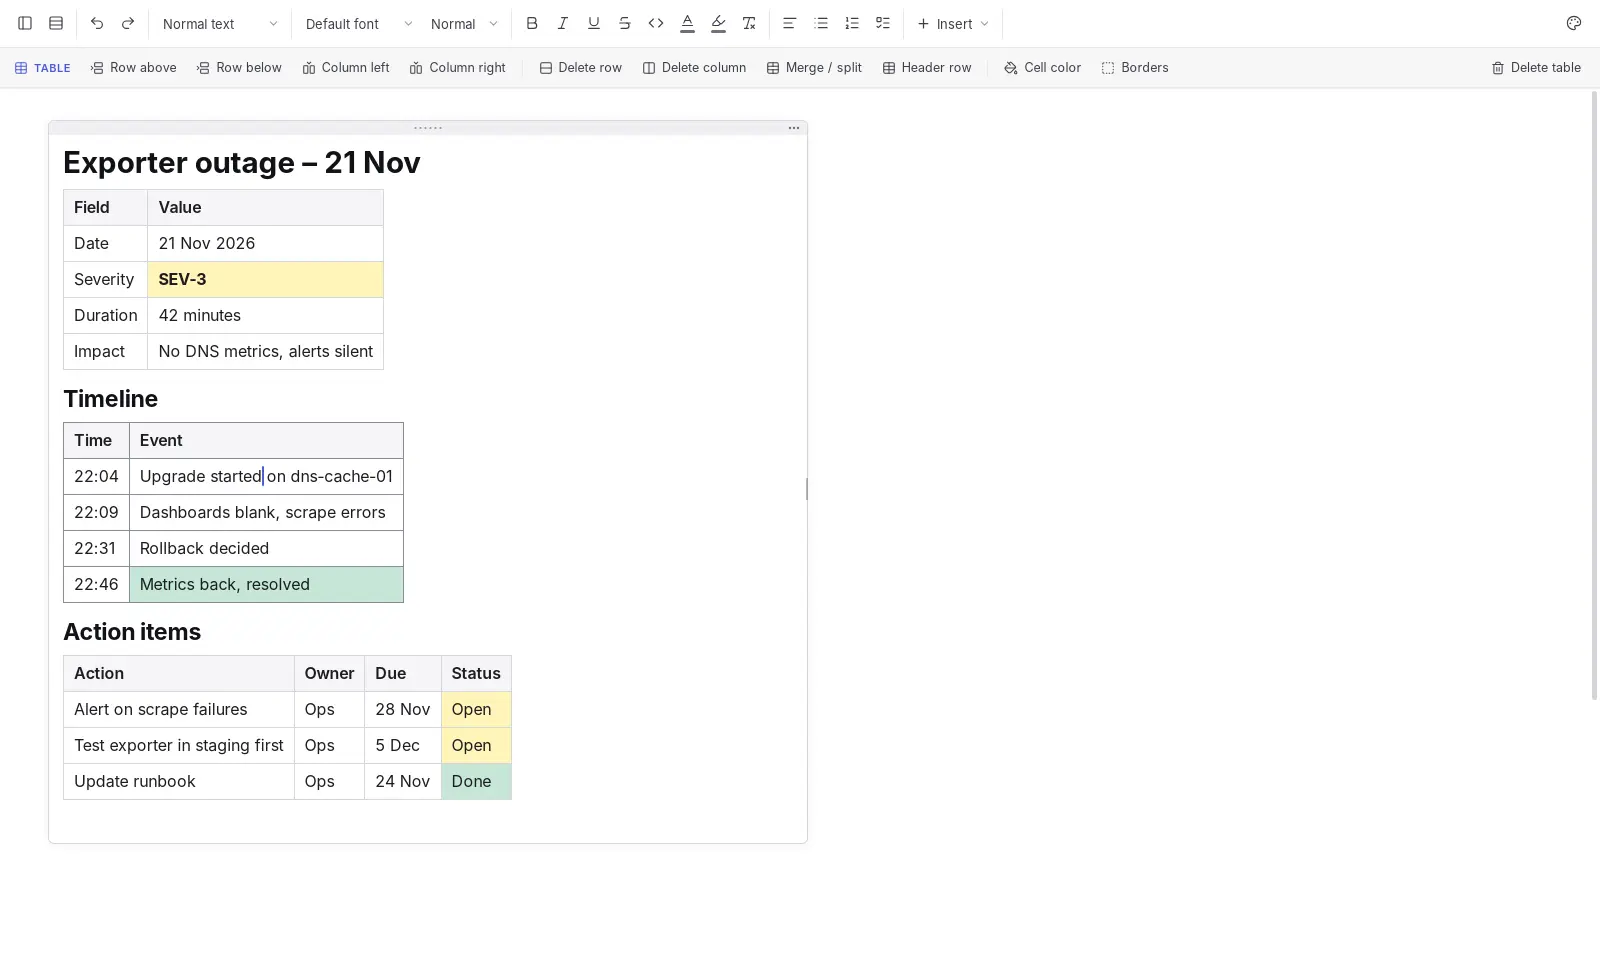 Normal text Default font Normal Insert
TABLE Row above Row below Column left Column right Delete row Delete column Merge / split Header row Cell color Borders Delete table
Exporter outage – 21 Nov
Field Value
Date 21 Nov 2026
Severity SEV-3
Duration 42 minutes
Impact No DNS metrics, alerts silent
Timeline
Time Event
22:04 Upgrade started on dns-cache-01
22:09 Dashboards blank, scrape errors
22:31 Rollback decided
22:46 Metrics back, resolved
Action items
Action Owner Due Status
Alert on scrape failures Ops 28 Nov Open
Test exporter in staging first Ops 5 Dec Open
Update runbook Ops 24 Nov Done